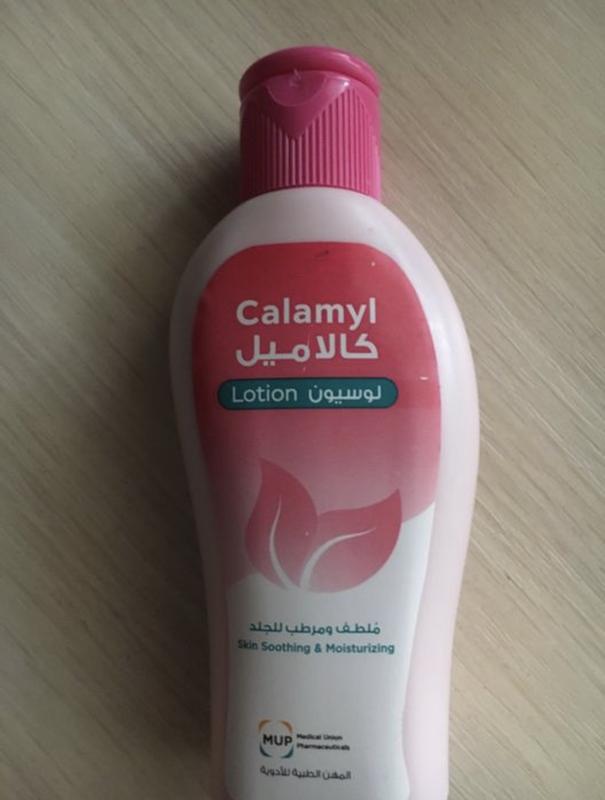 Calamyl
كالاميل
Lotion لوسيون
مُلطف ومرطب للجلد
Skin Soothing & Moisturizing
MUP Medical Union
Pharmaceuticals
المهن الطبية للأدوية